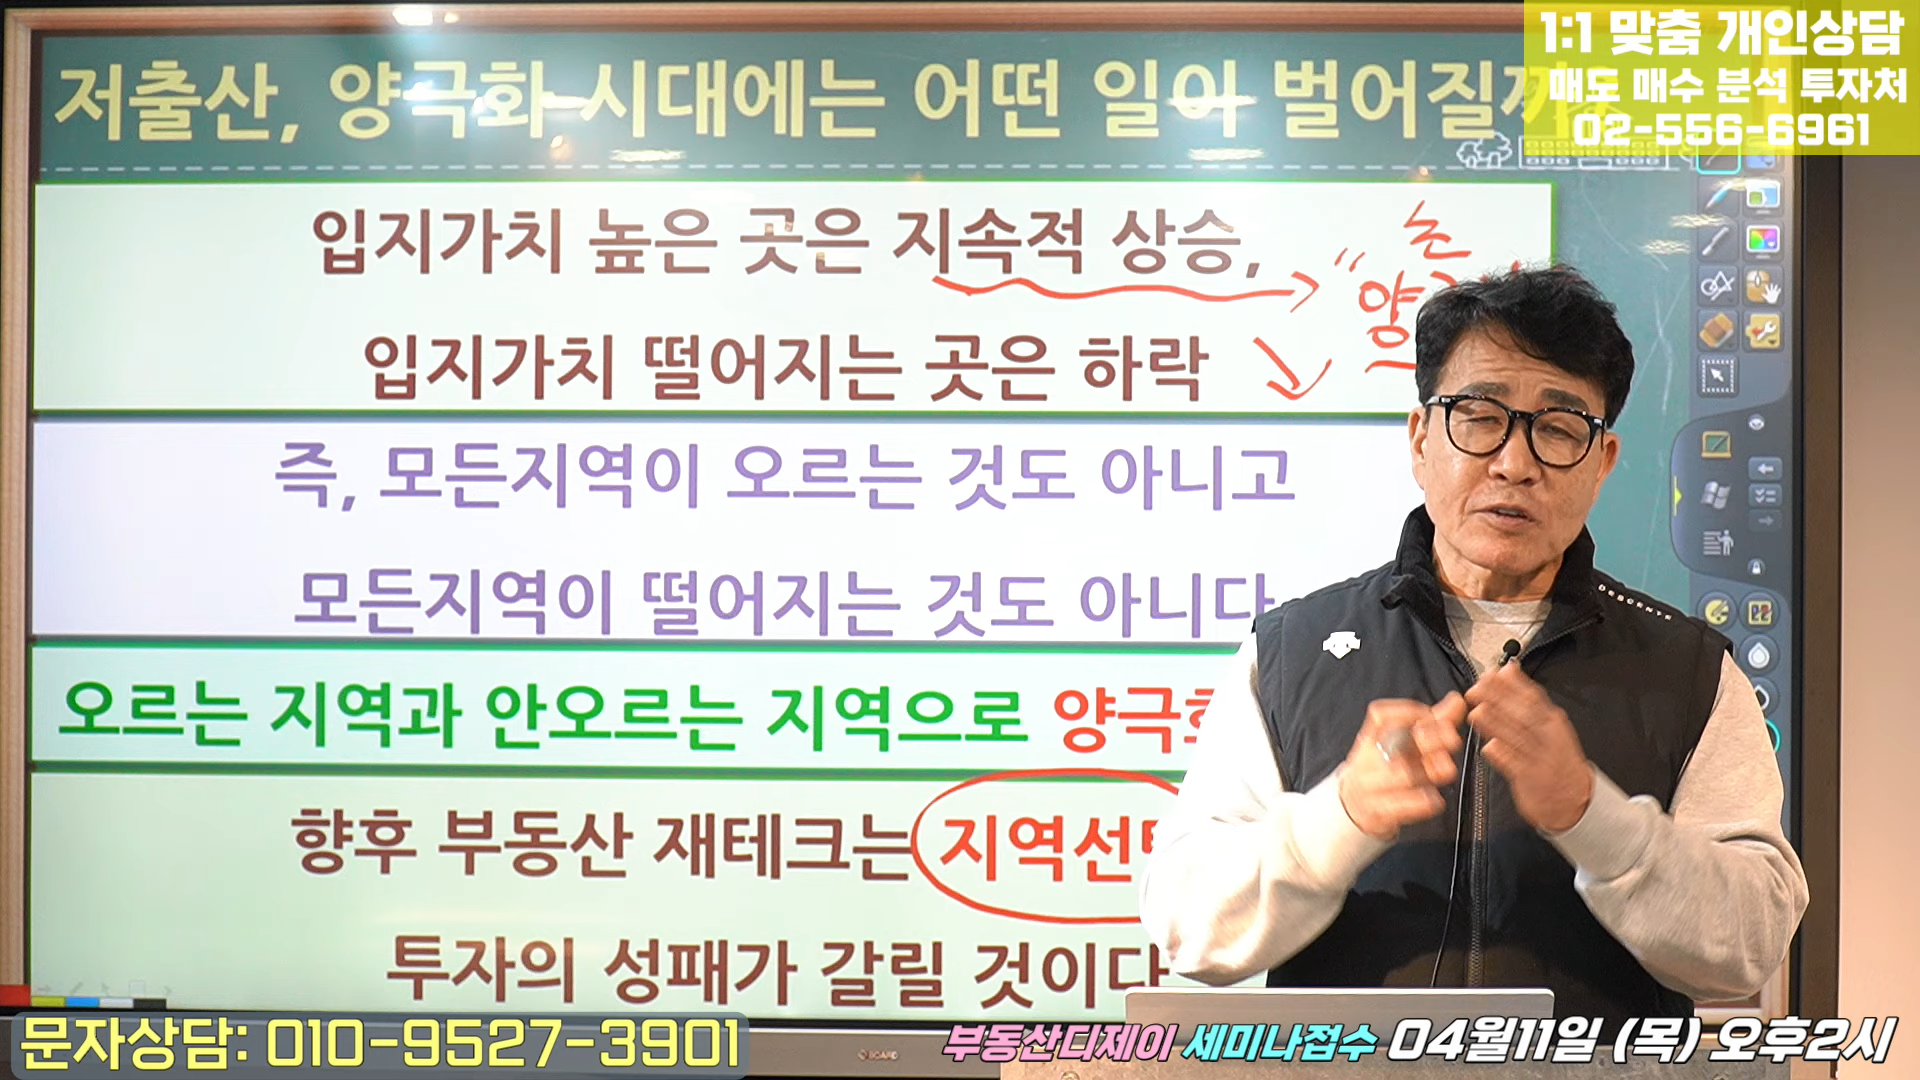 1:1 맞춤 개인상담
매도 매수 분석 투자처
02-556-6961
저출산, 양극화 시대에는 어떤 일이 벌어질까
입지가치 높은 곳은 지속적 상승,
초
"양
입지가치 떨어지는 곳은 하락
즉, 모든지역이 오르는 것도 아니고
모든지역이 떨어지는 것도 아니다
오르는 지역과 안오르는 지역으로 양극화
향후 부동산 재테크는 지역선택
투자의 성패가 갈릴 것이다
DESCENTE
문자상담: 010-9527-3901
부동산디제이 세미나접수 04월11일 (목) 오후2시